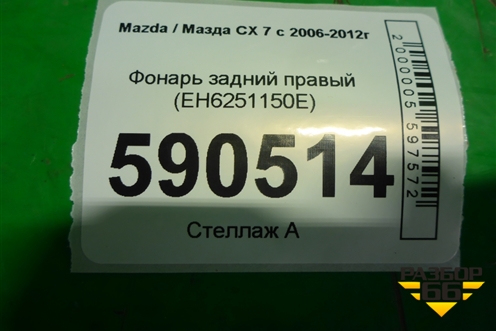 Mazda / Мазда CX 7 с 2006-2012г
Фонарь задний правый
(EH6251150E)
590514
Стеллаж А
2000005597572
РАЗБОР
66